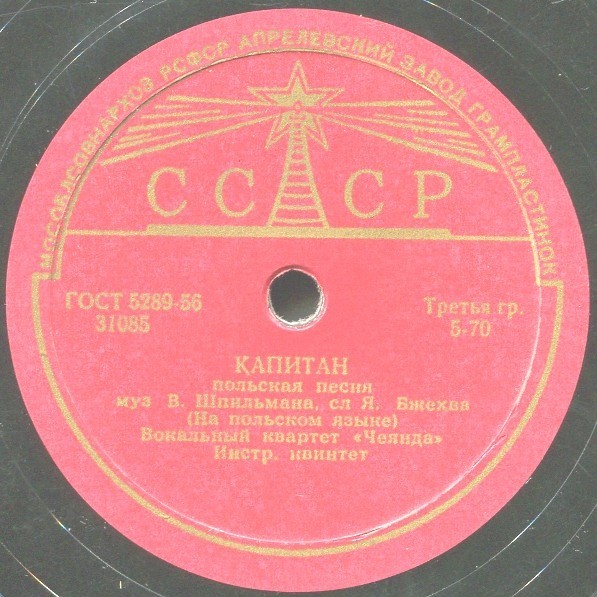 МОСОБЛСОВНАРХОЗ РСФСР АПРЕЛЕВСКИЙ ЗАВОД ГРАМПЛАСТИНОК
СССР
ГОСТ 5289-56
31085
Третья гр.
5-70
КАПИТАН
польская песня
муз В. Шпильмана, сл Я. Бжехва
(На польском языке)
Вокальный квартет «Чеянда»
Инстр. квинтет